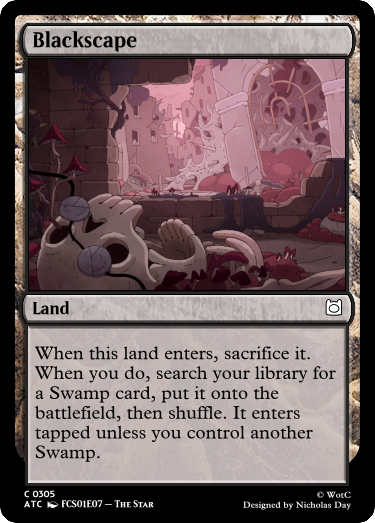 Blackscape
Land
When this land enters, sacrifice it.
When you do, search your library for
a Swamp card, put it onto the
battlefield, then shuffle. It enters
tapped unless you control another
Swamp.
C 0305
© WotC
ATC FCS01E07 — The Star
Designed by Nicholas Day